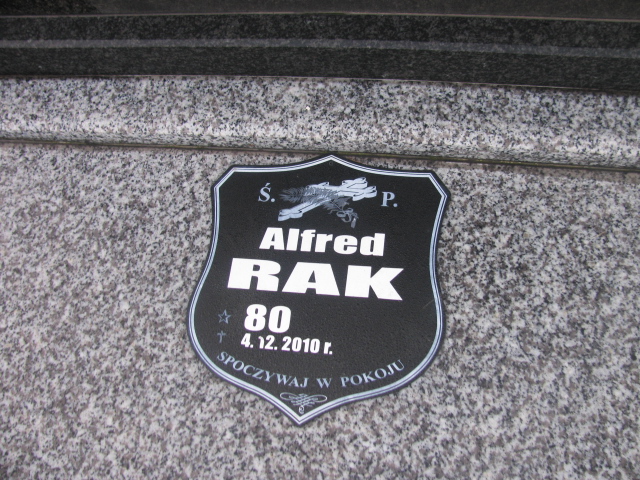 Ś. P.
Alfred
RAK
80
4.12.2010 r.
SPOCZYWAJ W POKOJU